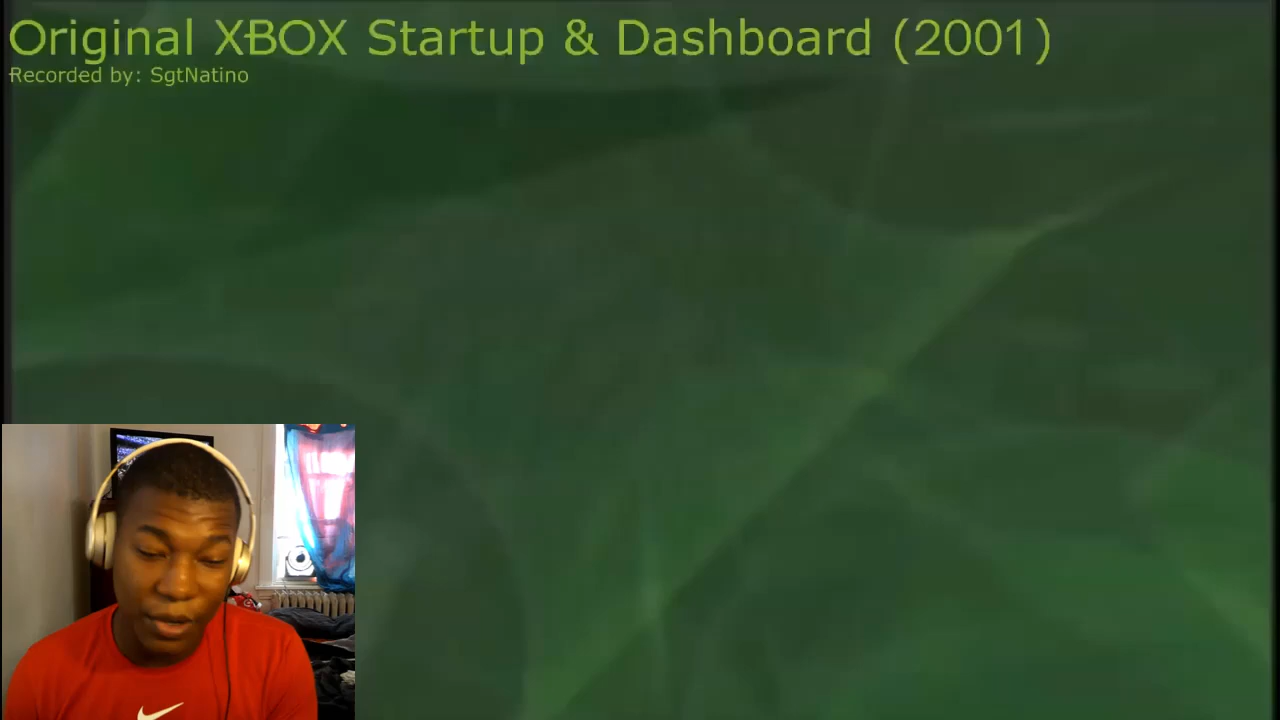 Original XBOX Startup & Dashboard (2001)
Recorded by: SgtNatino